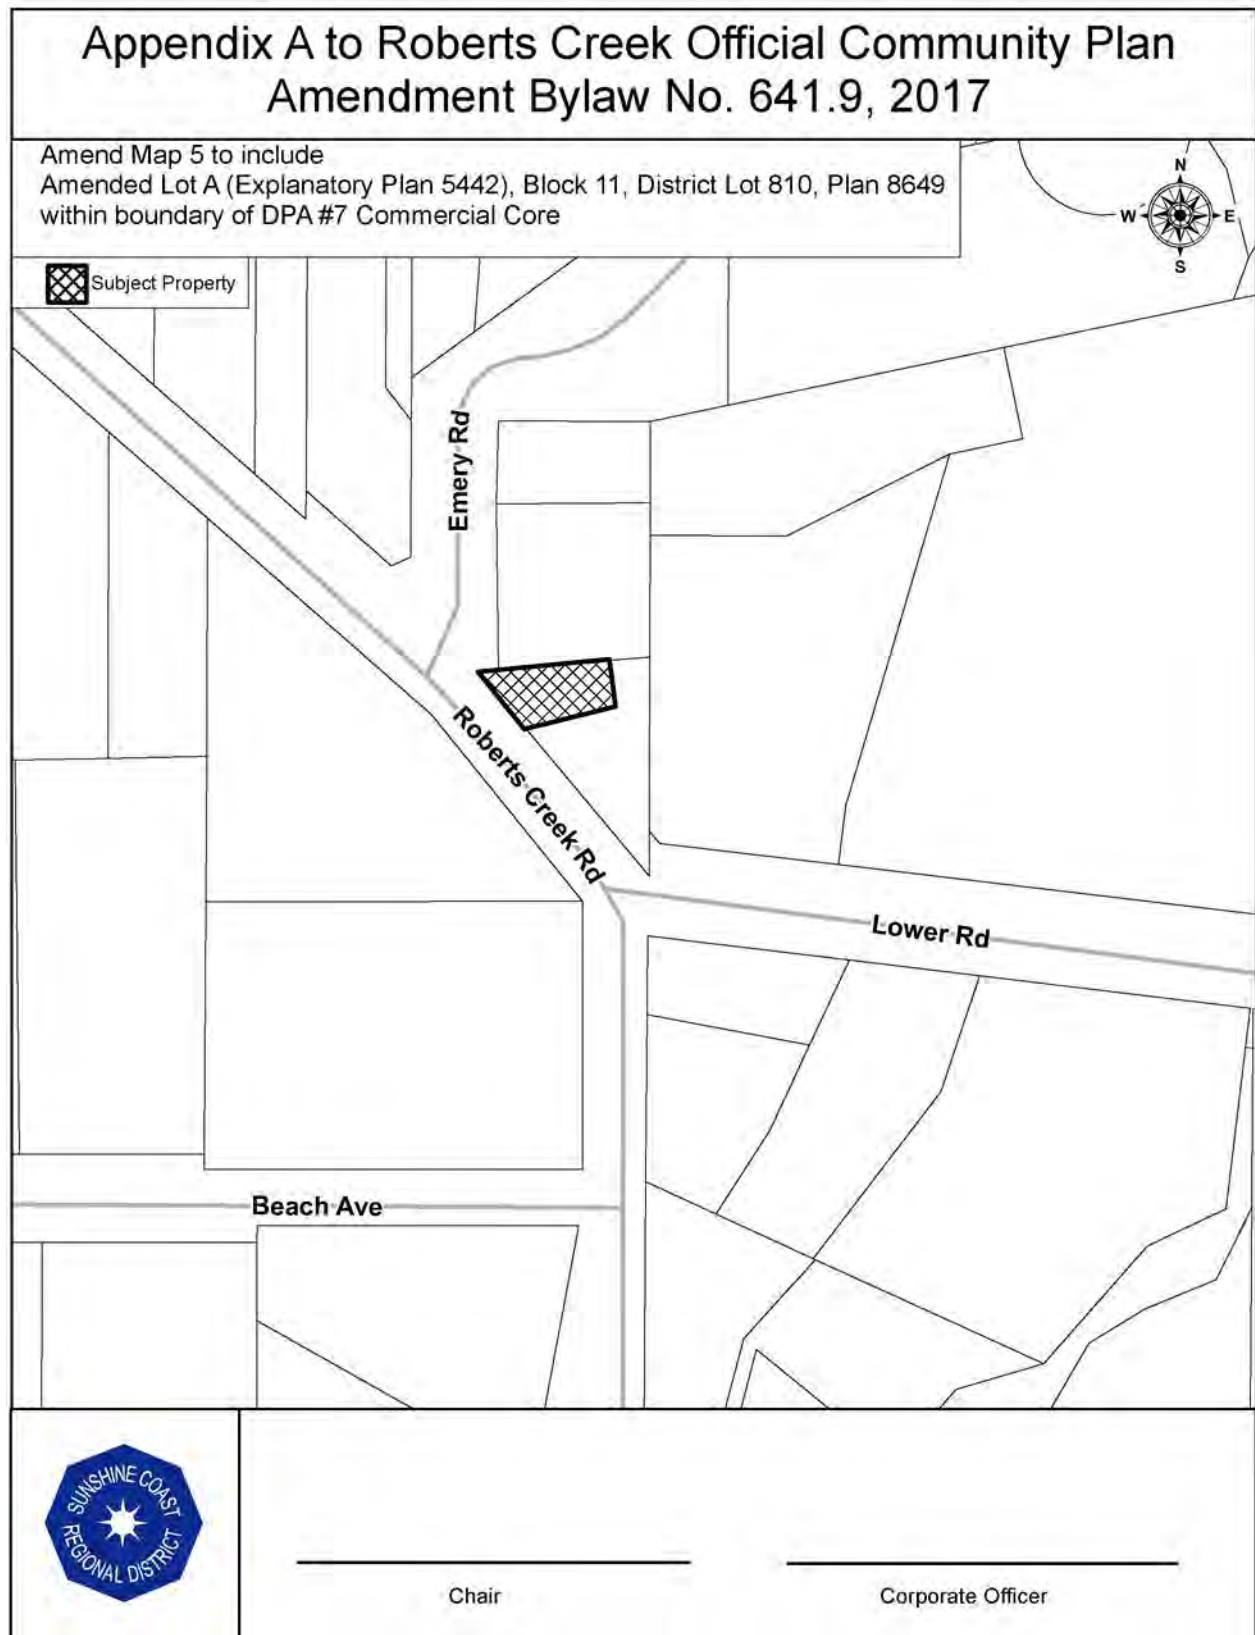 Appendix A to Roberts Creek Official Community Plan
Amendment Bylaw No. 641.9, 2017
Amend Map 5 to include
Amended Lot A (Explanatory Plan 5442), Block 11, District Lot 810, Plan 8649
within boundary of DPA #7 Commercial Core
N
W
E
S
Subject Property
Emery Rd
Roberts Creek Rd
Lower Rd
Beach Ave
SUNSHINE COAST
REGIONAL DISTRICT
Chair
Corporate Officer